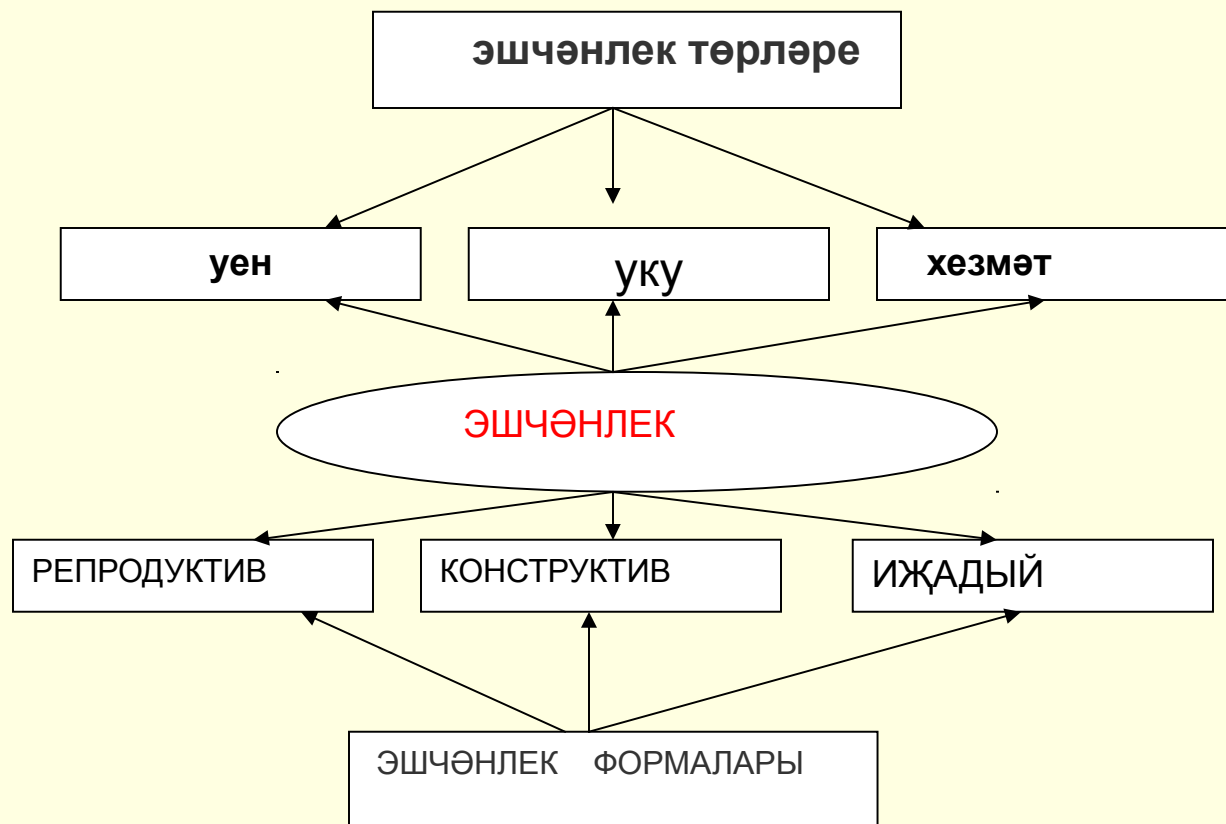 эшчәнлек төрләре
уен
уку
хезмәт
ЭШЧӘНЛЕК
РЕПРОДУКТИВ
КОНСТРУКТИВ
ИҖАДЫЙ
ЭШЧӘНЛЕК ФОРМАЛАРЫ